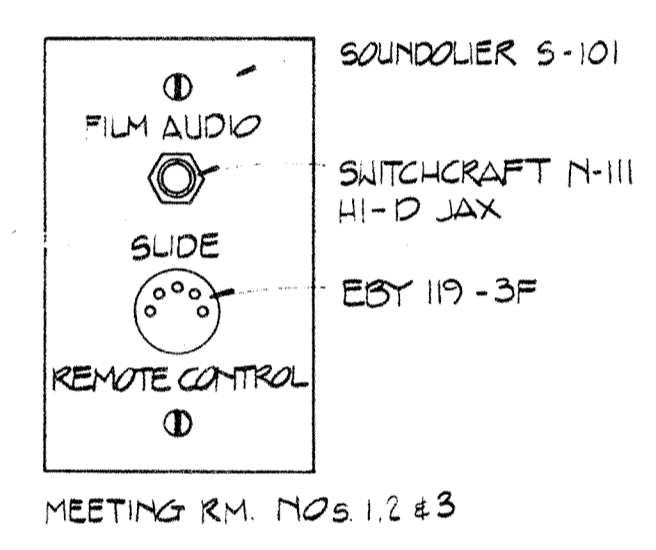 SOUNDOLIER S-101
FILM AUDIO
SWITCHCRAFT N-111
HI-D JAX
SLIDE
EBY 119-3F
REMOTE CONTROL
MEETING RM. NOS. 1,2 & 3